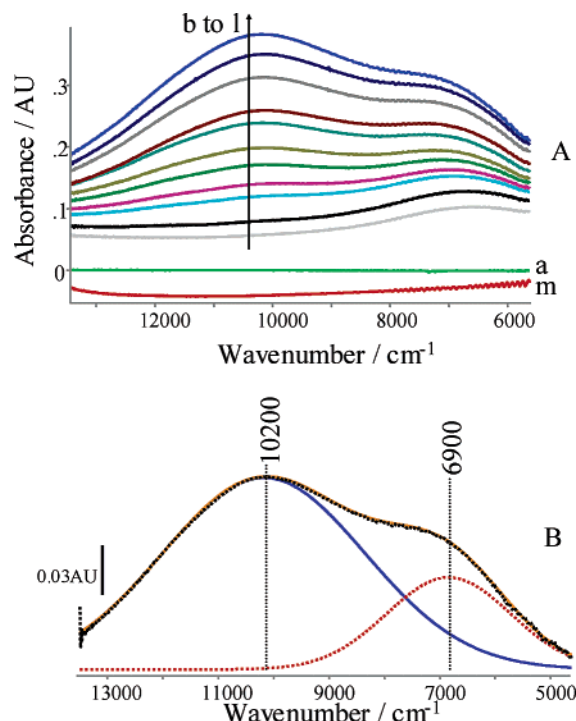 b to l
Absorbance / AU
.3
.2
.1
0
A
a
m
12000 10000 8000 6000
Wavenumber / cm-1
10200
6900
B
0.03AU
13000 11000 9000 7000 5000
Wavenumber / cm-1